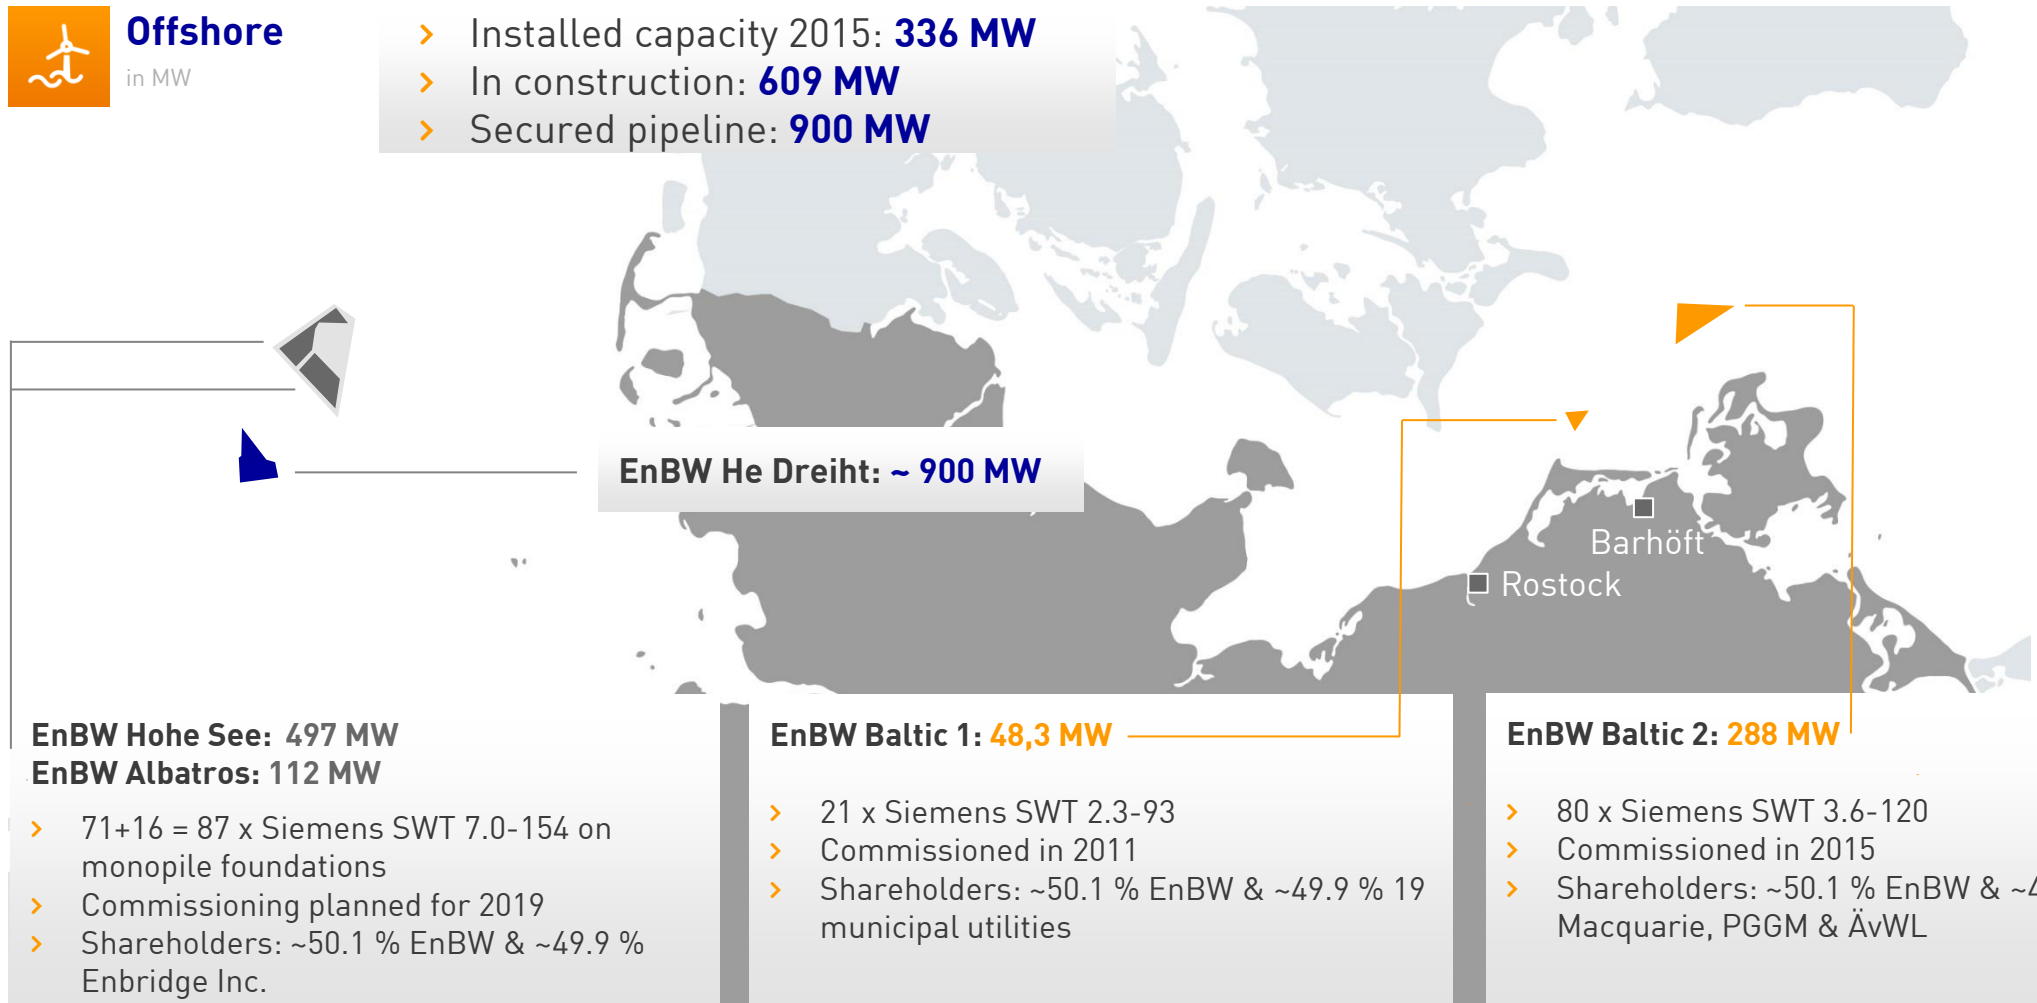 Offshore
in MW
> Installed capacity 2015: 336 MW
> In construction: 609 MW
> Secured pipeline: 900 MW
EnBW He Dreiht: ~ 900 MW
Barhöft
Rostock
EnBW Hohe See: 497 MW
EnBW Albatros: 112 MW
> 71+16 = 87 x Siemens SWT 7.0-154 on
monopile foundations
> Commissioning planned for 2019
> Shareholders: ~50.1 % EnBW & ~49.9 %
Enbridge Inc.
EnBW Baltic 1: 48,3 MW
> 21 x Siemens SWT 2.3-93
> Commissioned in 2011
> Shareholders: ~50.1 % EnBW & ~49.9 % 19
municipal utilities
EnBW Baltic 2: 288 MW
> 80 x Siemens SWT 3.6-120
> Commissioned in 2015
> Shareholders: ~50.1 % EnBW &
Macquarie, PGGM & ÄvWL